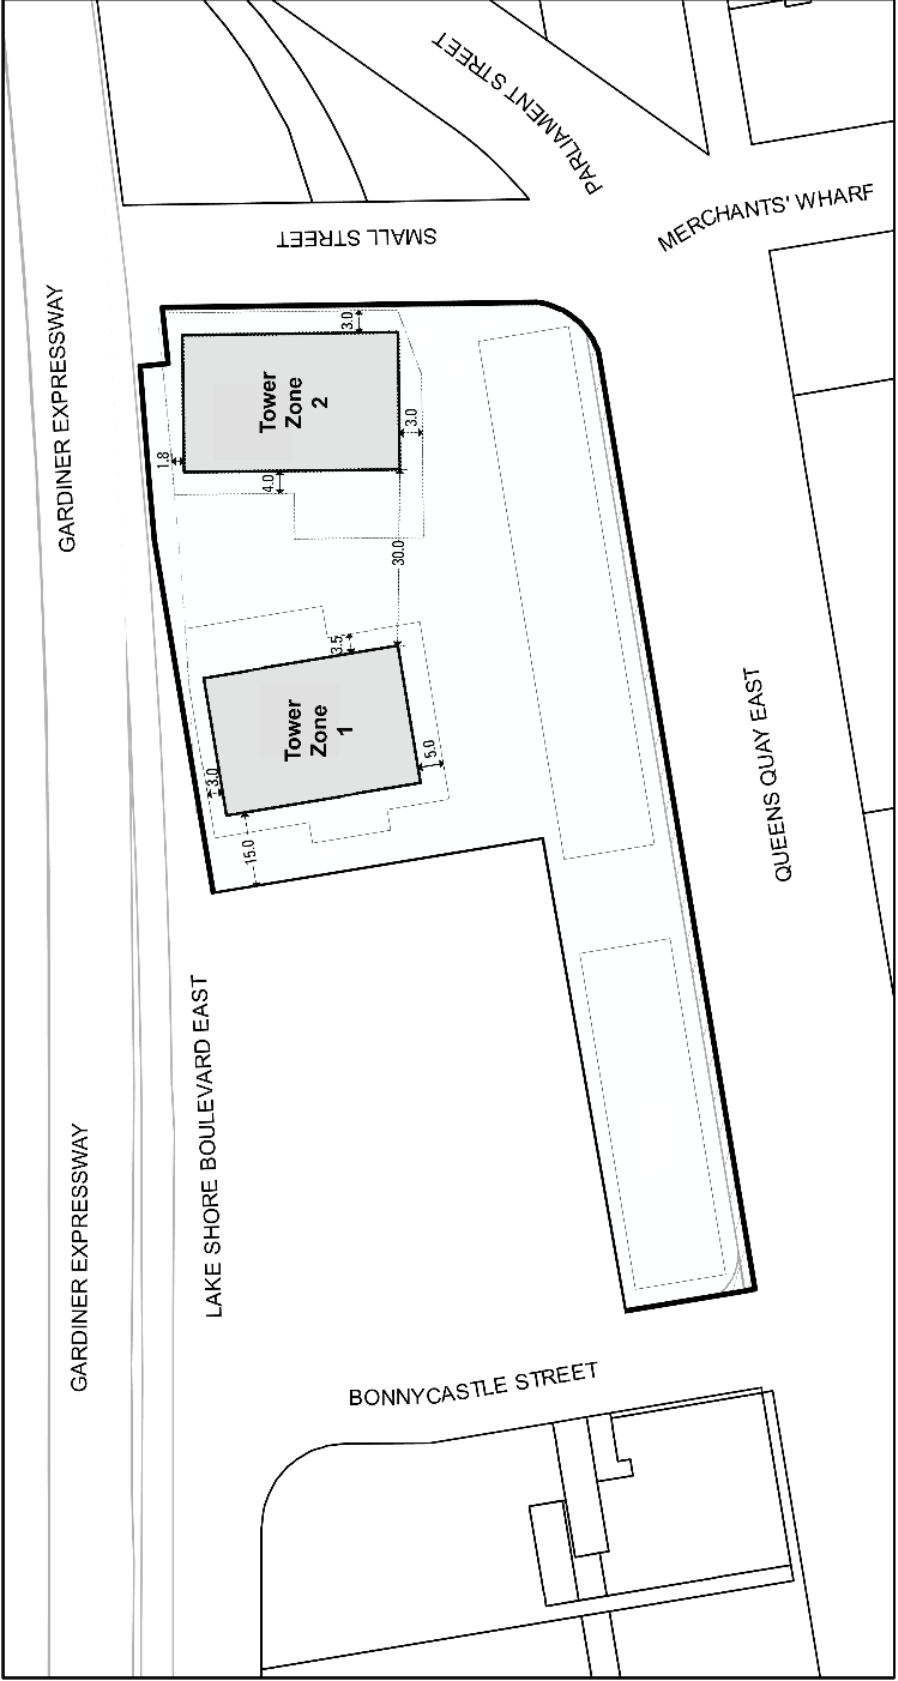 PARLIAMENT STREET
MERCHANTS' WHARF
SMALL STREET
GARDINER EXPRESSWAY
3.0
Tower
Zone
2
3.0
1.8
4.0
30.0
3.5
Tower
Zone
1
5.0
3.0
15.0
QUEENS QUAY EAST
LAKE SHORE BOULEVARD EAST
GARDINER EXPRESSWAY
BONNYCASTLE STREET